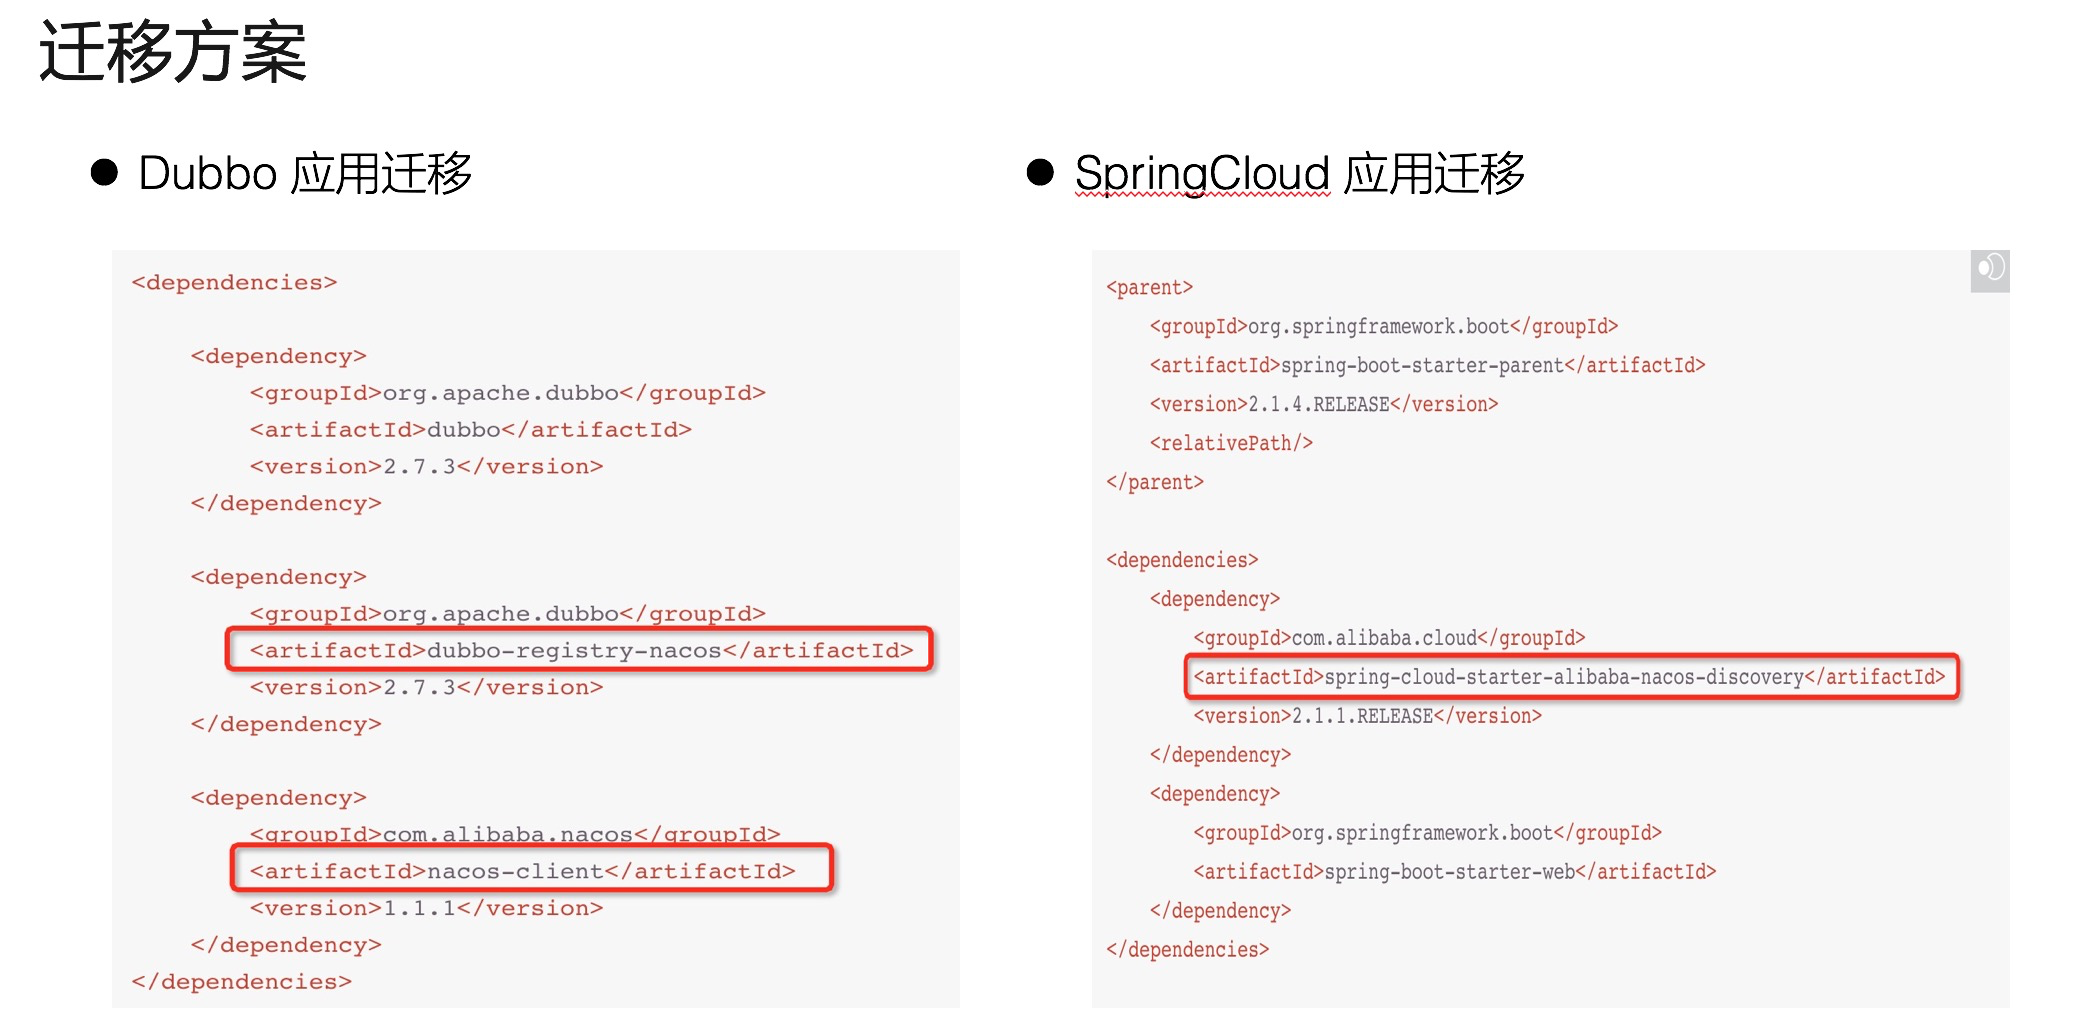 迁移方案
● Dubbo 应用迁移
<dependencies>
<dependency>
<groupId>org.apache.dubbo</groupId>
<artifactId>dubbo</artifactId>
<version>2.7.3</version>
</dependency>
<dependency>
<groupId>org.apache.dubbo</groupId>
<artifactId>dubbo-registry-nacos</artifactId>
<version>2.7.3</version>
</dependency>
<dependency>
<groupId>com.alibaba.nacos</groupId>
<artifactId>nacos-client</artifactId>
<version>1.1.1</version>
</dependency>
</dependencies>
● SpringCloud 应用迁移
<parent>
<groupId>org.springframework.boot</groupId>
<artifactId>spring-boot-starter-parent</artifactId>
<version>2.1.4.RELEASE</version>
<relativePath/>
</parent>
<dependencies>
<dependency>
<groupId>com.alibaba.cloud</groupId>
<artifactId>spring-cloud-starter-alibaba-nacos-discovery</artifactId>
<version>2.1.1.RELEASE</version>
</dependency>
<dependency>
<groupId>org.springframework.boot</groupId>
<artifactId>spring-boot-starter-web</artifactId>
</dependency>
</dependencies>